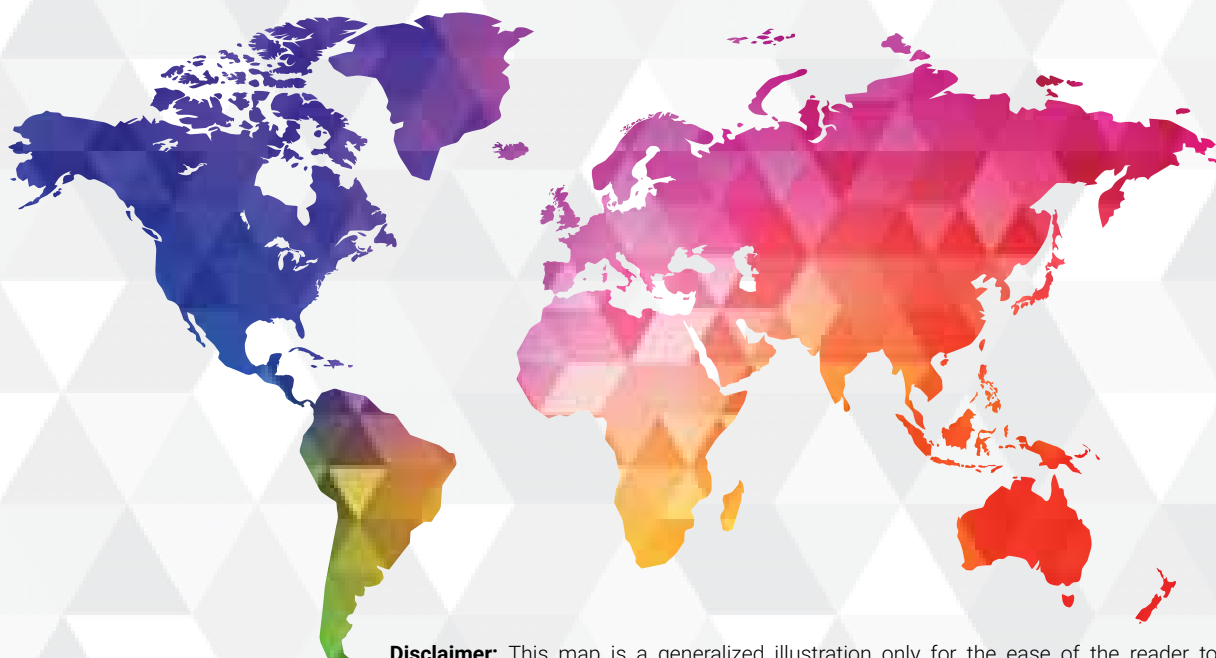 Disclaimer: This map is a generalized illustration only for the ease of the reader to